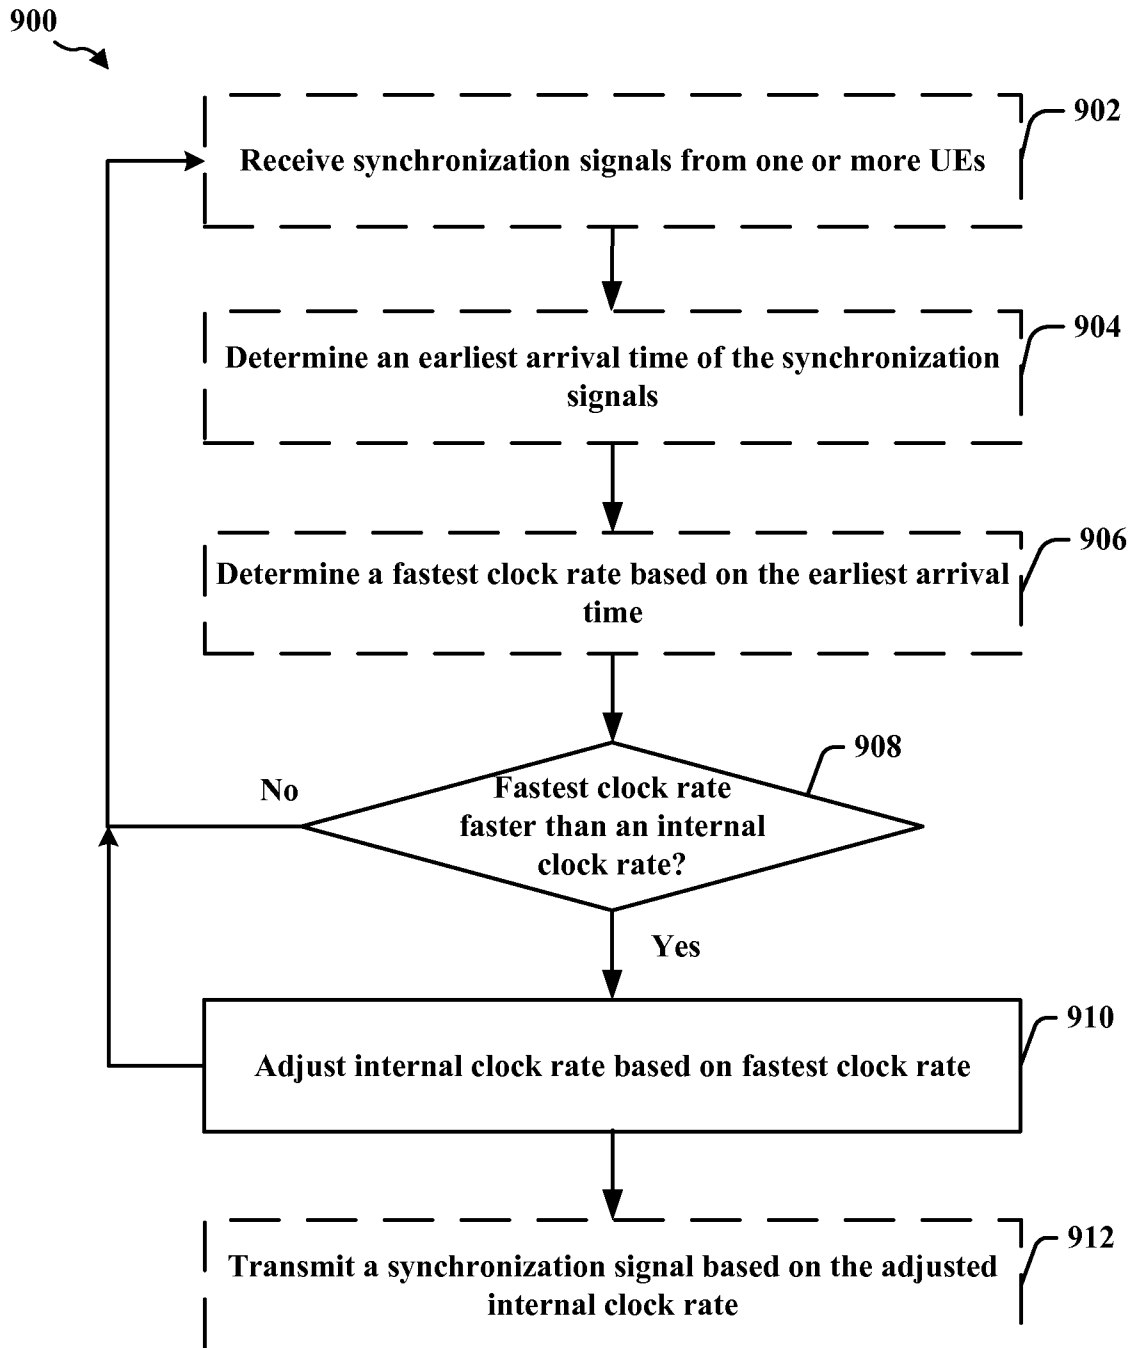 900
902
Receive synchronization signals from one or more UEs
904
Determine an earliest arrival time of the synchronization
signals
906
Determine a fastest clock rate based on the earliest arrival
time
908
No
Fastest clock rate
faster than an internal
clock rate?
Yes
910
Adjust internal clock rate based on fastest clock rate
912
Transmit a synchronization signal based on the adjusted
internal clock rate